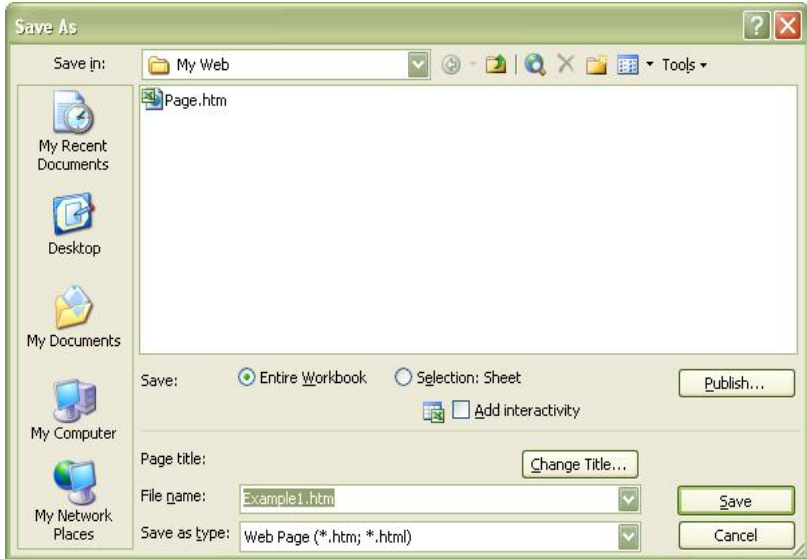 Save As
Save in:
My Web
Tools
My Recent
Documents
Desktop
My Documents
My Computer
My Network
Places
Page.htm
Save:
Entire Workbook
Selection: Sheet
Publish...
Add interactivity
Page title:
Change Title...
File name:
Example1.htm
Save
Save as type:
Web Page (*.htm; *.html)
Cancel